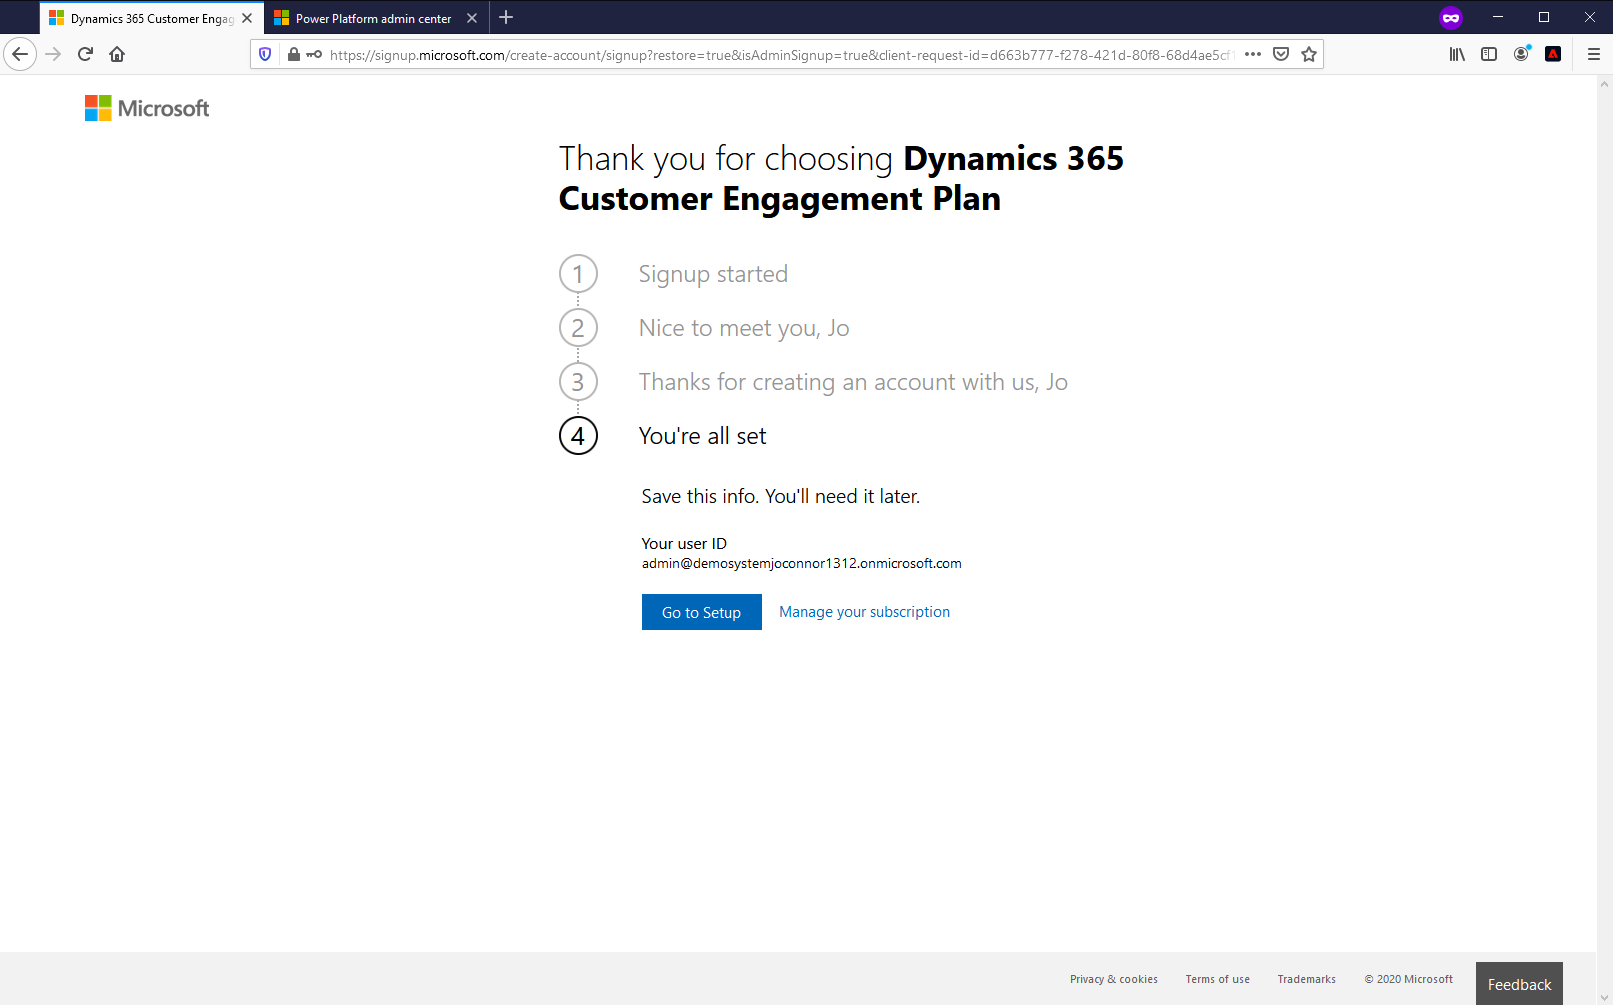 Dynamics 365 Customer Engag
Power Platform admin center
https://signup.microsoft.com/create-account/signup?restore=true&isAdminSignup=true&client-request-id=d663b777-f278-421d-80f8-68d4ae5cf1
Microsoft
Thank you for choosing Dynamics 365
Customer Engagement Plan
1 Signup started
2 Nice to meet you, Jo
3 Thanks for creating an account with us, Jo
4 You're all set
Save this info. You'll need it later.
Your user ID
admin@demosystemjoconnor1312.onmicrosoft.com
Go to Setup Manage your subscription
Privacy & cookies Terms of use Trademarks © 2020 Microsoft Feedback